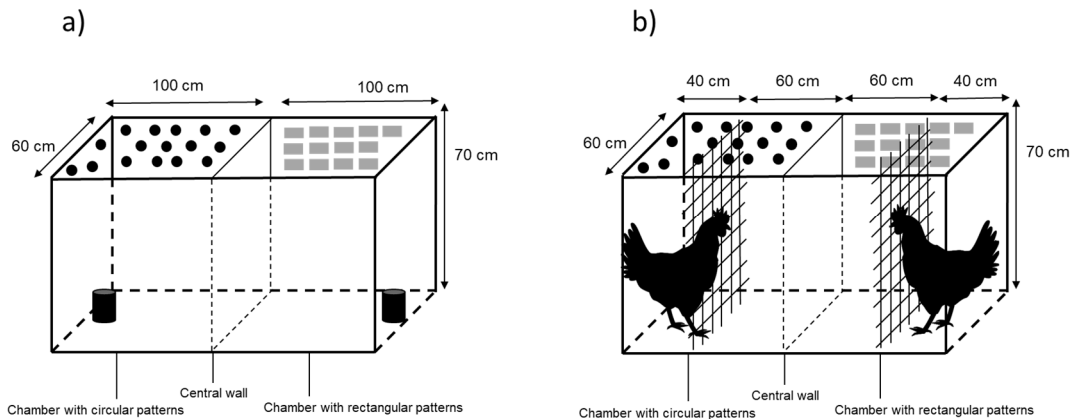 a)
100 cm
100 cm
60 cm
70 cm
Central wall
Chamber with circular patterns
Chamber with rectangular patterns
b)
40 cm
60 cm
60 cm
40 cm
60 cm
70 cm
Central wall
Chamber with circular patterns
Chamber with rectangular patterns